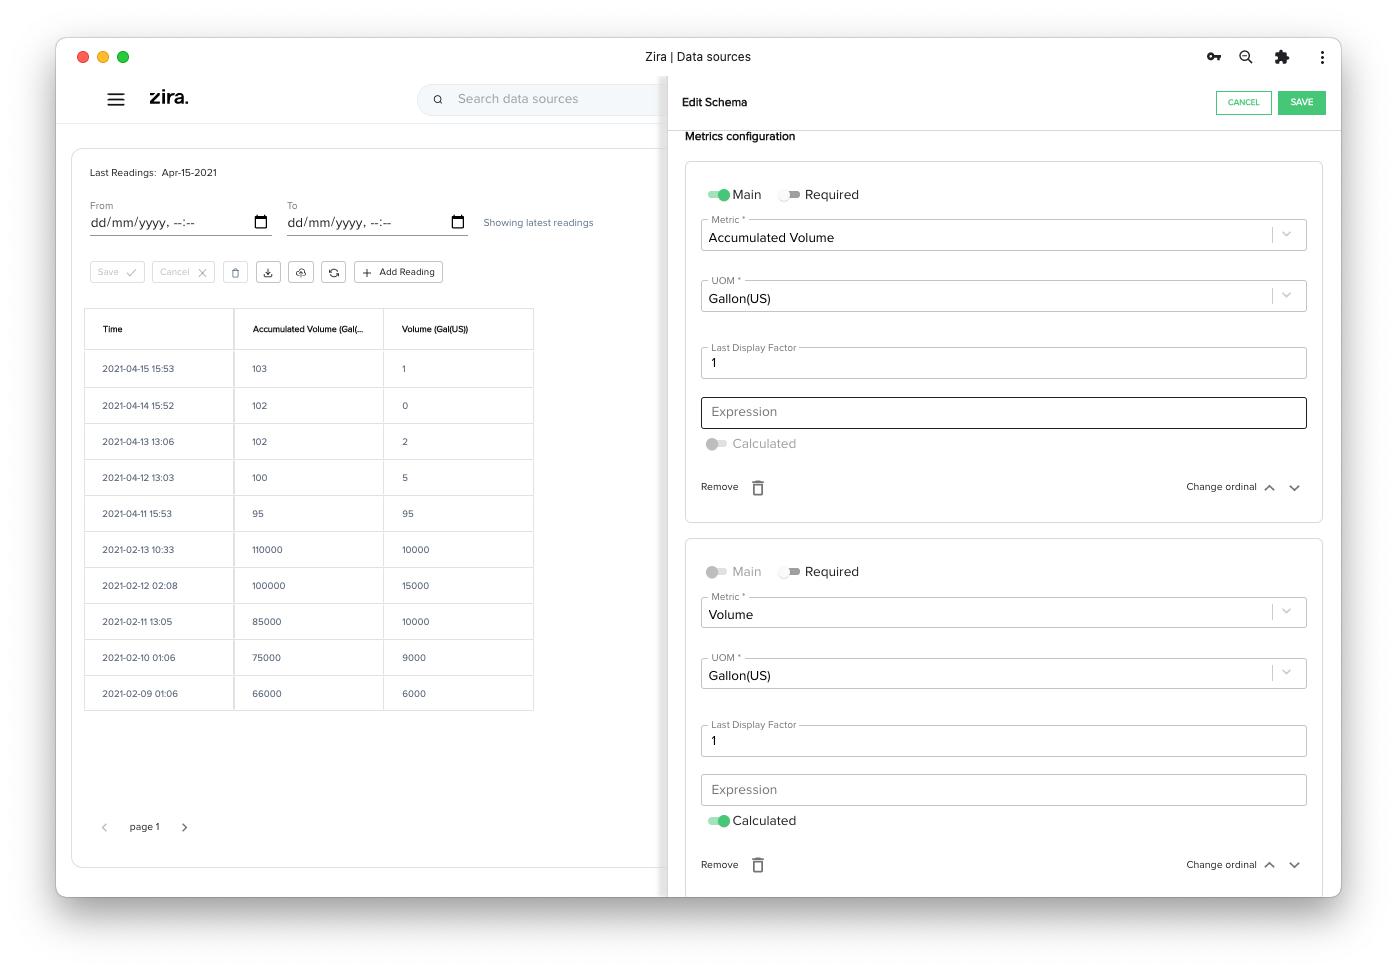 Zira | Data sources
zira.
Search data sources
Last Readings: Apr-15-2021
From
dd/mm/yyyy, --:--
To
dd/mm/yyyy, --:--
Showing latest readings
Save
Cancel
Add Reading
Time Accumulated Volume (Gal(... Volume (Gal(US))
2021-04-15 15:53 103 1
2021-04-14 15:52 102 0
2021-04-13 13:06 102 2
2021-04-12 13:03 100 5
2021-04-11 15:53 95 95
2021-02-13 10:33 110000 10000
2021-02-12 02:08 100000 15000
2021-02-11 13:05 85000 10000
2021-02-10 01:06 75000 9000
2021-02-09 01:06 66000 6000
page 1
Edit Schema
CANCEL
SAVE
Metrics configuration
Main Required
Metric *
Accumulated Volume
UOM *
Gallon(US)
Last Display Factor
1
Expression
Calculated
Remove
Change ordinal
Main Required
Metric *
Volume
UOM *
Gallon(US)
Last Display Factor
1
Expression
Calculated
Remove
Change ordinal